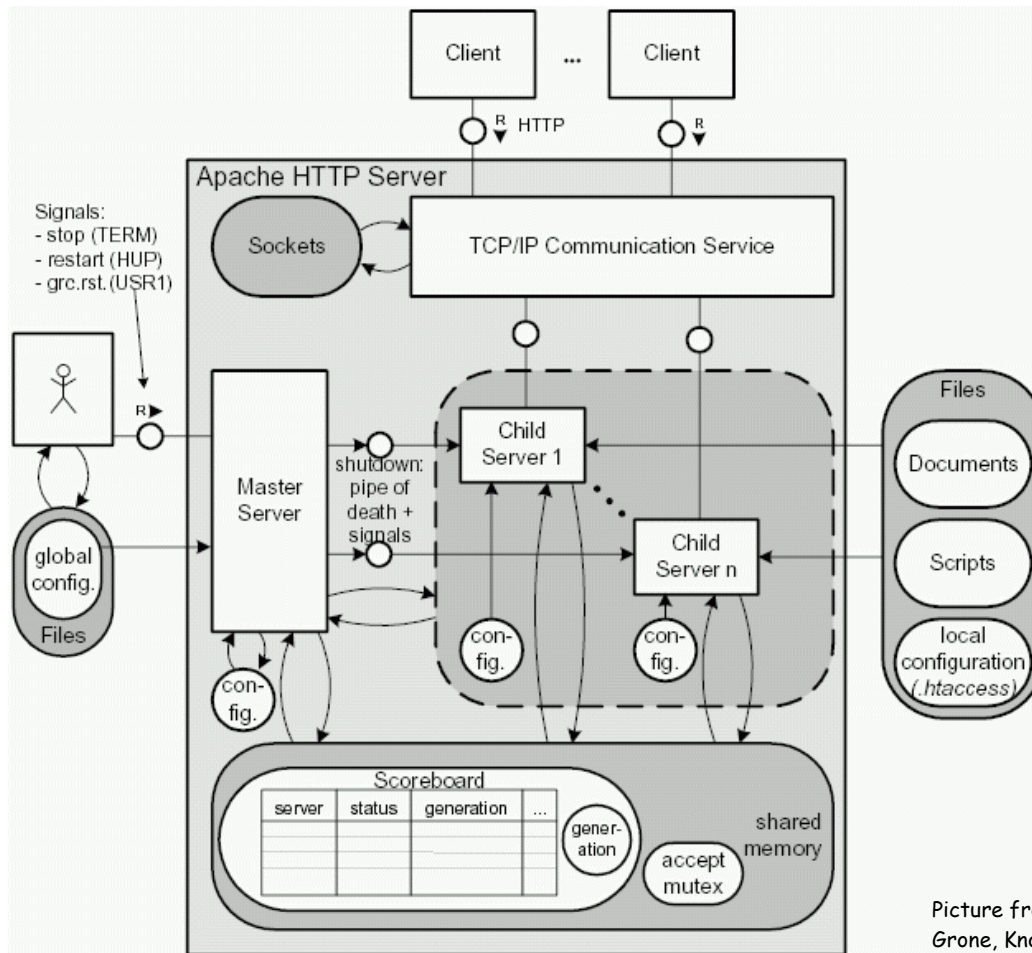 Client
...
Client
R
HTTP
R
Apache HTTP Server
Signals:
- stop (TERM)
- restart (HUP)
- grc.rst.(USR1)
Sockets
TCP/IP Communication Service
R
Master
Server
shutdown:
pipe of
death +
signals
Child
Server 1
Child
Server n
Files
Documents
Scripts
local
configuration
(.htaccess)
global
config.
Files
con-
fig.
con-
fig.
con-
fig.
Scoreboard
server status generation ...
gener-
ation
accept
mutex
shared
memory
Picture
Grone,